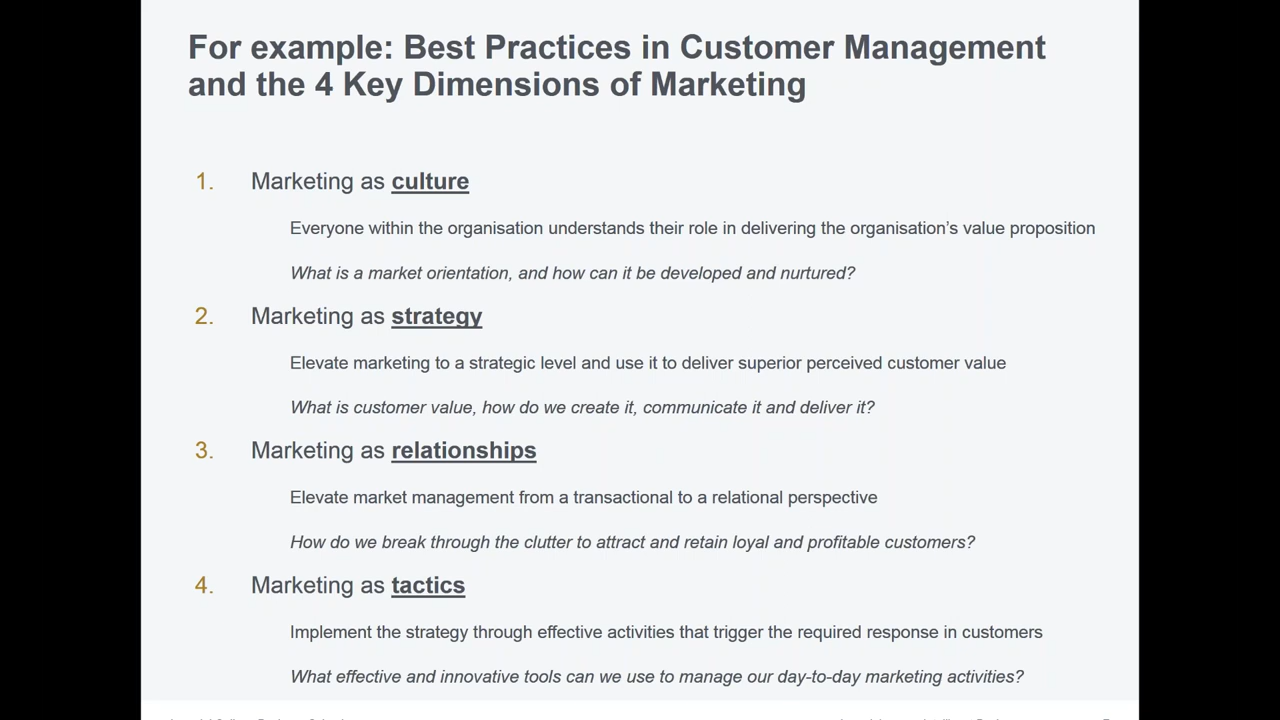 For example: Best Practices in Customer Management
and the 4 Key Dimensions of Marketing
1. Marketing as culture
Everyone within the organisation understands their role in delivering the organisation’s value proposition
What is a market orientation, and how can it be developed and nurtured?
2. Marketing as strategy
Elevate marketing to a strategic level and use it to deliver superior perceived customer value
What is customer value, how do we create it, communicate it and deliver it?
3. Marketing as relationships
Elevate market management from a transactional to a relational perspective
How do we break through the clutter to attract and retain loyal and profitable customers?
4. Marketing as tactics
Implement the strategy through effective activities that trigger the required response in customers
What effective and innovative tools can we use to manage our day-to-day marketing activities?